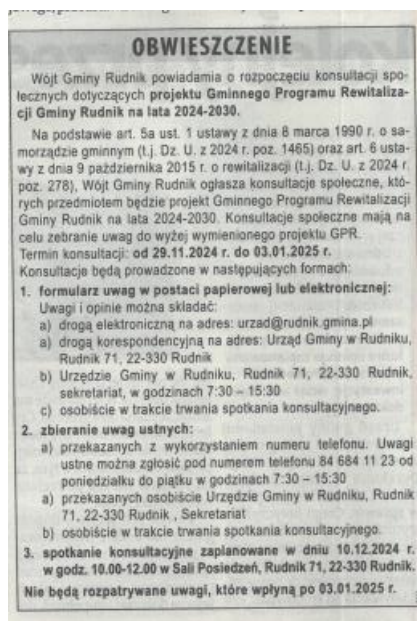 OBWIESZCZENIE
Wójt Gminy Rudnik powiadamia o rozpoczęciu konsultacji spo-
łecznych dotyczących projektu Gminnego Programu Rewitaliza-
cji Gminy Rudnik na lata 2024-2030.
Na podstawie art. 5a ust. 1 ustawy z dnia 8 marca 1990 r. o sa-
morządzie gminnym (t.j. Dz. U. z 2024 r. poz. 1465) oraz art. 6 usta-
wy z dnia 9 października 2015 r. o rewitalizacji (t.j. Dz. U. z 2024 r.
poz. 278), Wójt Gminy Rudnik ogłasza konsultacje społeczne, któ-
rych przedmiotem będzie projekt Gminnego Programu Rewitalizacji
Gminy Rudnik na lata 2024-2030. Konsultacje społeczne mają na
celu zebranie uwag do wyżej wymienionego projektu GPR.
Termin konsultacji: od 29.11.2024 r. do 03.01.2025 r.
Konsultacje będą prowadzone w następujących formach:
1. formularz uwag w postaci papierowej lub elektronicznej:
Uwagi i opinie można składać:
a) drogą elektroniczną na adres: urzad@rudnik.gmina.pl
a) drogą korespondencyjną na adres: Urząd Gminy w Rudniku,
Rudnik 71, 22-330 Rudnik
b) Urzędzie Gminy w Rudniku, Rudnik 71, 22-330 Rudnik,
sekretariat, w godzinach 7:30 – 15:30
c) osobiście w trakcie trwania spotkania konsultacyjnego.
2. zbieranie uwag ustnych:
a) przekazanych z wykorzystaniem numeru telefonu. Uwagi
ustne można zgłosić pod numerem telefonu 84 684 11 23 od
poniedziałku do piątku w godzinach 7:30 – 15:30
a) przekazanych osobiście Urzędzie Gminy w Rudniku, Rudnik
71, 22-330 Rudnik , Sekretariat
b) osobiście w trakcie trwania spotkania konsultacyjnego.
3. spotkanie konsultacyjne zaplanowane w dniu 10.12.2024 r.
w godz. 10.00-12.00 w Sali Posiedzeń, Rudnik 71, 22-330 Rudnik.
Nie będą rozpatrywane uwagi, które wpłyną po 03.01.2025 r.